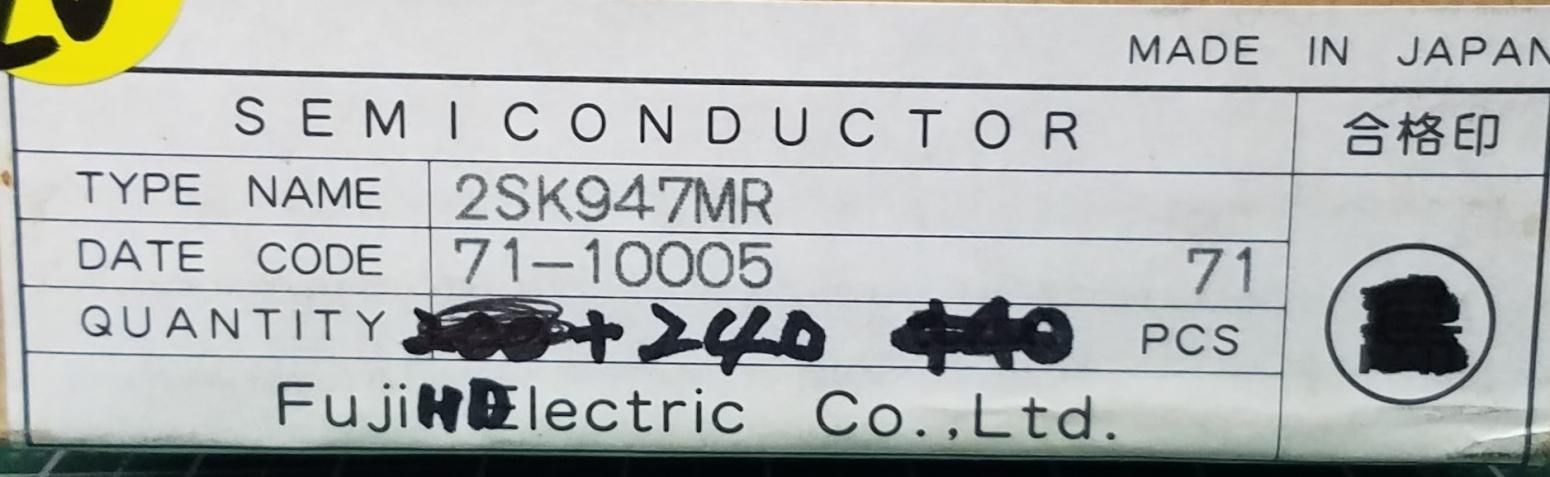 MADE IN JAPAN
SEMICONDUCTOR
合格印
TYPE NAME 2SK947MR
DATE CODE 71-10005 71
QUANTITY +240 PCS
Fuji Electric Co.,Ltd.